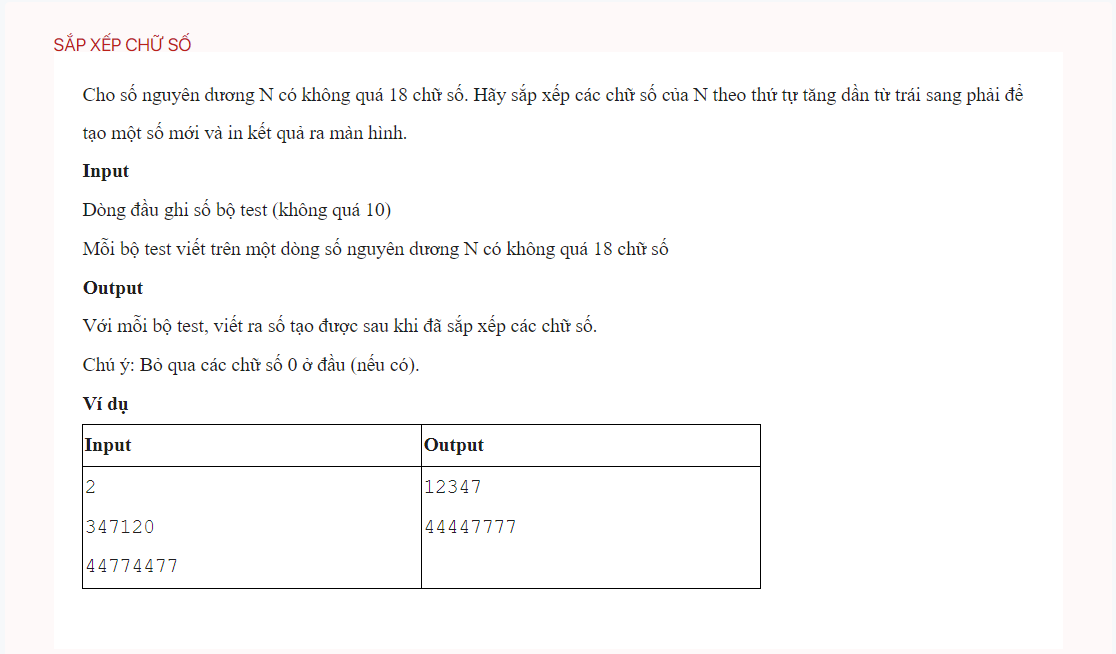 SẮP XẾP CHỮ SỐ
Cho số nguyên dương N có không quá 18 chữ số. Hãy sắp xếp các chữ số của N theo thứ tự tăng dần từ trái sang phải để
tạo một số mới và in kết quả ra màn hình.
Input
Dòng đầu ghi số bộ test (không quá 10)
Mỗi bộ test viết trên một dòng số nguyên dương N có không quá 18 chữ số
Output
Với mỗi bộ test, viết ra số tạo được sau khi đã sắp xếp các chữ số.
Chú ý: Bỏ qua các chữ số 0 ở đầu (nếu có).
Ví dụ
Input Output
2 12347
347120 44447777
44774477